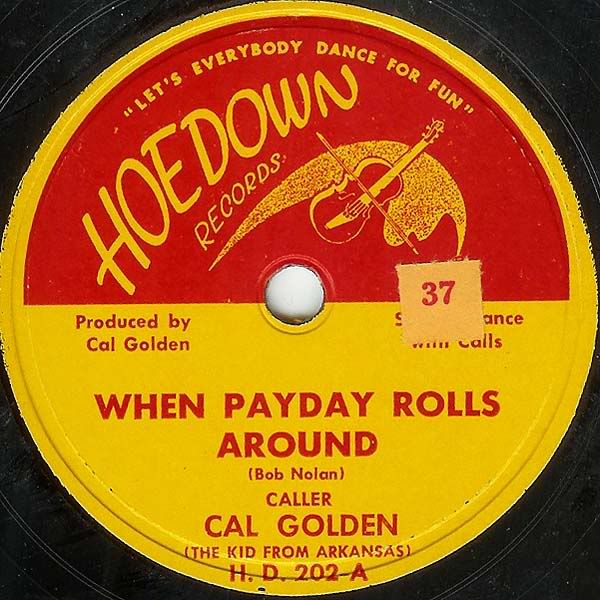 "LET'S EVERYBODY DANCE FOR FUN"
HOEDOWN
RECORDS
37
Produced by
Cal Golden
with Calls
WHEN PAYDAY ROLLS
AROUND
(Bob Nolan)
CALLER
CAL GOLDEN
(THE KID FROM ARKANSAS)
H. D. 202-A